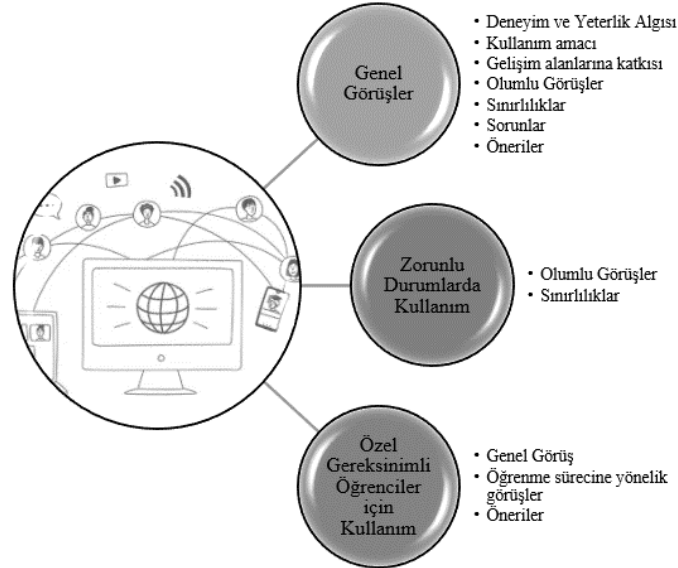 Genel
Görüşler
• Deneyim ve Yeterlik Algısı
• Kullanım amacı
• Gelişim alanlarına katkısı
• Olumlu Görüşler
• Sınırlılıklar
• Sorunlar
• Öneriler
Zorunlu
Durumlarda
Kullanım
• Olumlu Görüşler
• Sınırlılıklar
Özel
Gereksinimli
Öğrenciler
için
Kullanım
• Genel Görüş
• Öğrenme sürecine yönelik
görüşler
• Öneriler